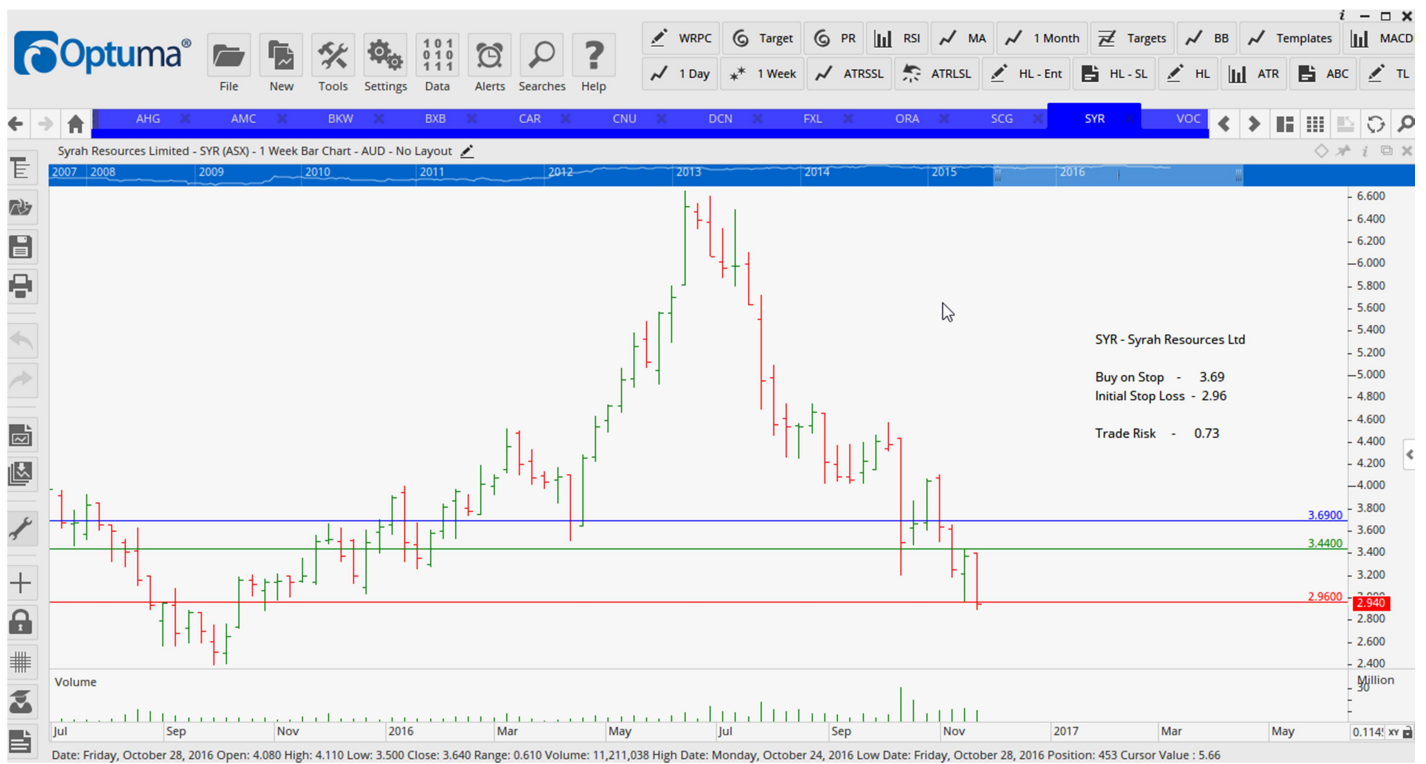 i
Optuma®
File
New
Tools
Settings
101
010
111
Data
Alerts
Searches
?
Help
WRPC
Target
PR
RSI
MA
1 Month
Targets
BB
Templates
MACD
1 Day
1 Week
ATRSSL
ATRLSL
HL - Ent
HL - SL
HL
ATR
ABC
TL
AHG
AMC
BKW
BXB
CAR
CNU
DCN
FXL
ORA
SCG
SYR
VOC
Syrah Resources Limited - SYR (ASX) - 1 Week Bar Chart - AUD - No Layout
i
2007 2008 2009 2010 2011 2012 2013 2014 2015 2016
6.600
6.400
6.200
6.000
5.800
5.600
5.400
5.200
5.000
4.800
4.600
4.400
4.200
4.000
3.800
3.600
3.400
3.200
2.940
2.800
2.600
2.400
SYR - Syrah Resources Ltd
Buy on Stop - 3.69
Initial Stop Loss - 2.96
Trade Risk - 0.73
3.6900
3.4400
2.9600
Volume
Million
30
Jul Sep Nov 2016 Mar May Jul Sep Nov 2017 Mar May
XY
Date: Friday, October 28, 2016 Open: 4.080 High: 4.110 Low: 3.500 Close: 3.640 Range: 0.610 Volume: 11,211,038 High Date: Monday, October 24, 2016 Low Date: Friday, October 28, 2016 Position: 453 Cursor Value : 5.66